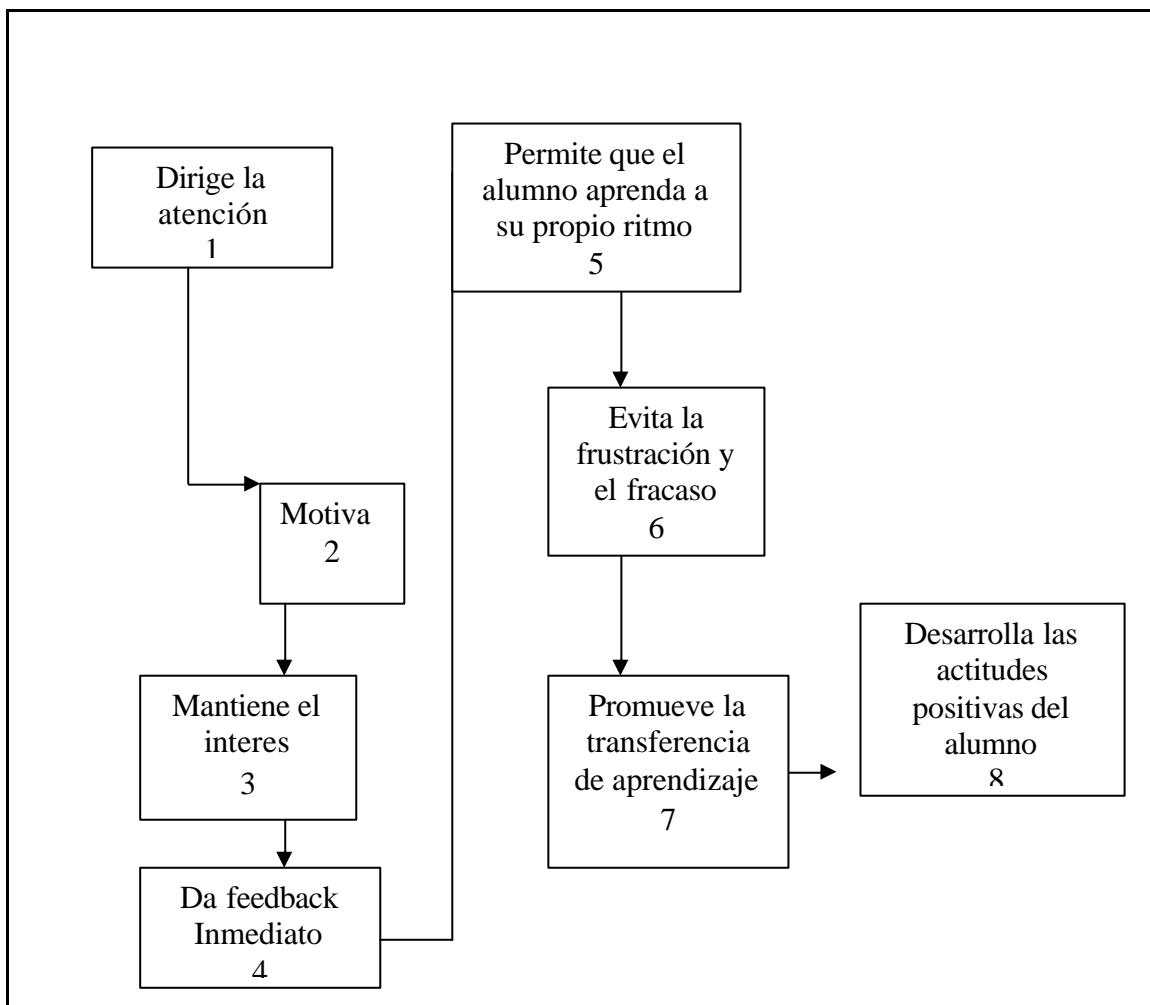 Dirige la
atención
1
Motiva
2
Mantiene el
interes
3
Da feedback
Inmediato
4
Permite que el
alumno aprenda a
su propio ritmo
5
Evita la
frustración y
el fracaso
6
Promueve la
transferencia
de aprendizaje
7
Desarrolla las
actitudes
positivas del
alumno
8